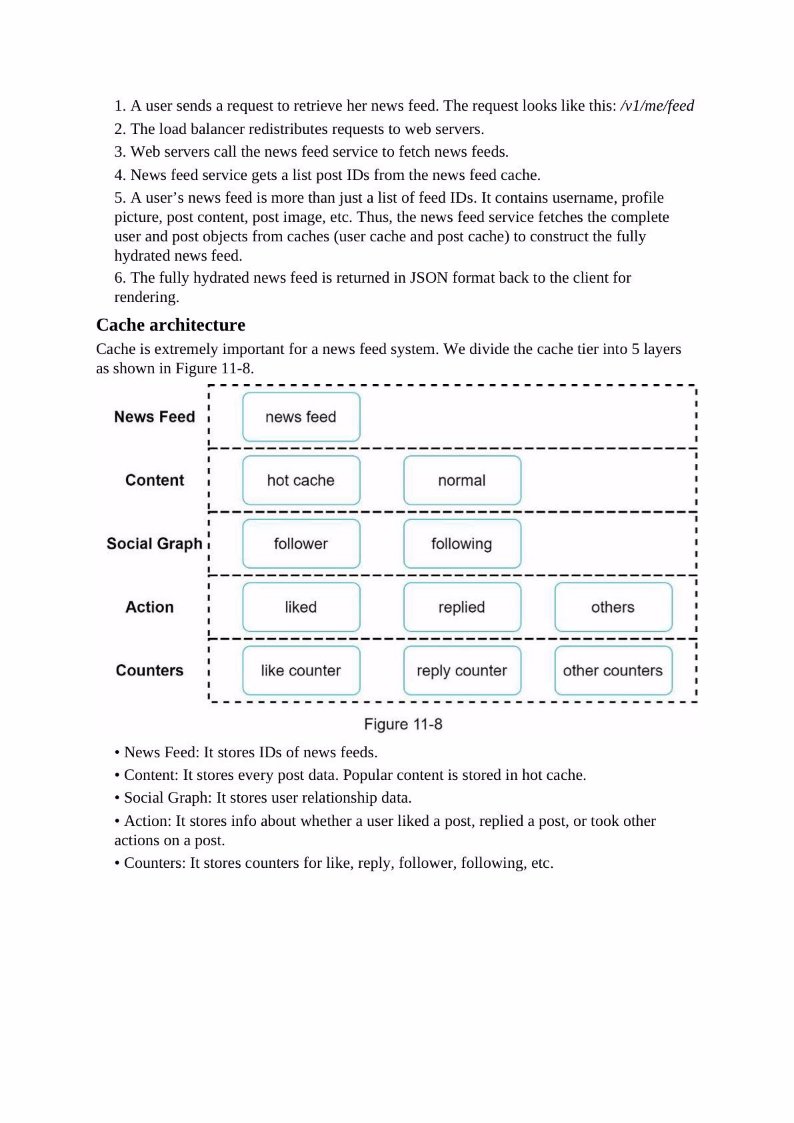 1. A user sends a request to retrieve her news feed. The request looks like this: /v1/me/feed
2. The load balancer redistributes requests to web servers.
3. Web servers call the news feed service to fetch news feeds.
4. News feed service gets a list post IDs from the news feed cache.
5. A user’s news feed is more than just a list of feed IDs. It contains username, profile
picture, post content, post image, etc. Thus, the news feed service fetches the complete
user and post objects from caches (user cache and post cache) to construct the fully
hydrated news feed.
6. The fully hydrated news feed is returned in JSON format back to the client for
rendering.
Cache architecture
Cache is extremely important for a news feed system. We divide the cache tier into 5 layers
as shown in Figure 11-8.
News Feed news feed
Content hot cache normal
Social Graph follower following
Action liked replied others
Counters like counter reply counter other counters
Figure 11-8
• News Feed: It stores IDs of news feeds.
• Content: It stores every post data. Popular content is stored in hot cache.
• Social Graph: It stores user relationship data.
• Action: It stores info about whether a user liked a post, replied a post, or took other
actions on a post.
• Counters: It stores counters for like, reply, follower, following, etc.